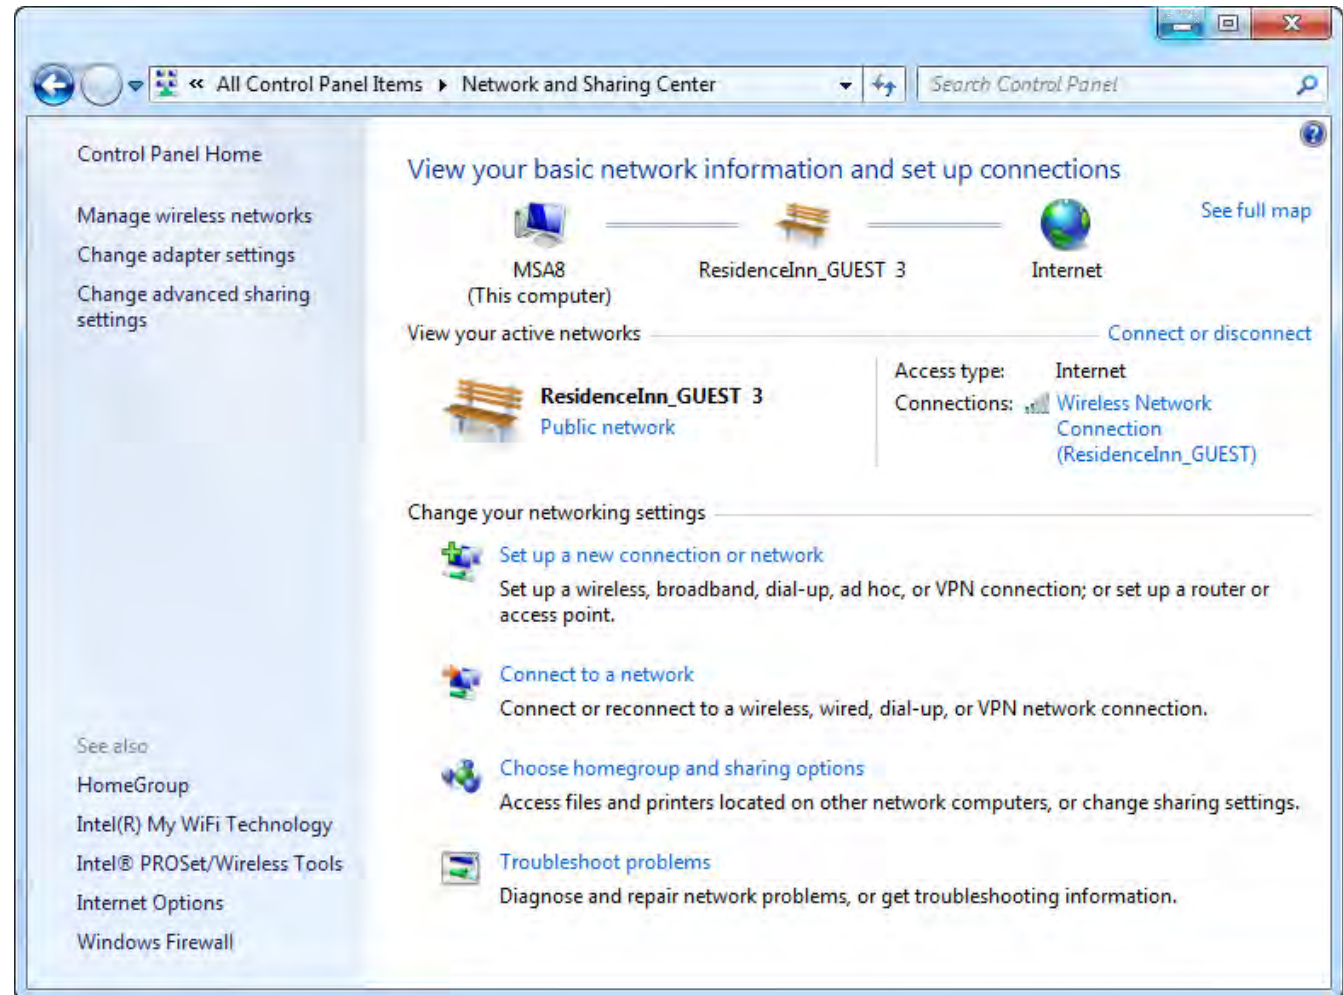 « All Control Panel Items ▸ Network and Sharing Center
Search Control Panel
Control Panel Home
Manage wireless networks
Change adapter settings
Change advanced sharing
settings
See also
HomeGroup
Intel(R) My WiFi Technology
Intel® PROSet/Wireless Tools
Internet Options
Windows Firewall
View your basic network information and set up connections
See full map
MSA8
(This computer)
ResidenceInn_GUEST 3
Internet
View your active networks
Connect or disconnect
ResidenceInn_GUEST 3
Public network
Access type: Internet
Connections: Wireless Network
Connection
(ResidenceInn_GUEST)
Change your networking settings
Set up a new connection or network
Set up a wireless, broadband, dial-up, ad hoc, or VPN connection; or set up a router or
access point.
Connect to a network
Connect or reconnect to a wireless, wired, dial-up, or VPN network connection.
Choose homegroup and sharing options
Access files and printers located on other network computers, or change sharing settings.
Troubleshoot problems
Diagnose and repair network problems, or get troubleshooting information.